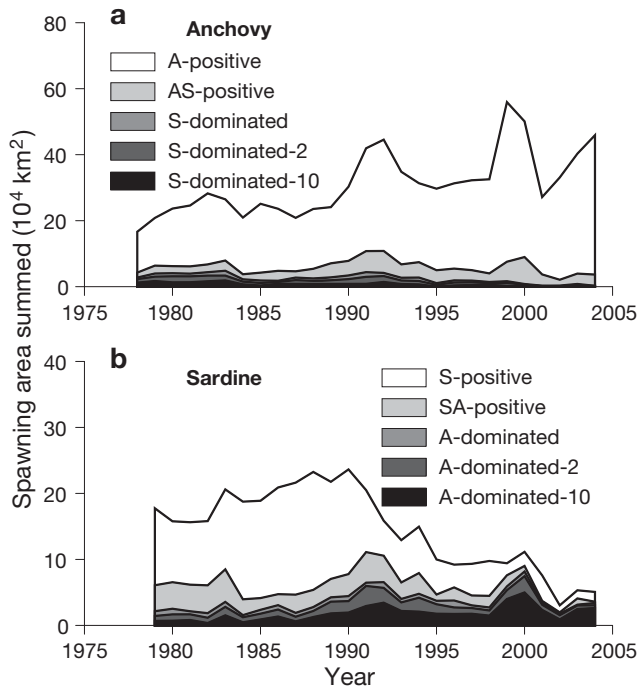 a
Anchovy
A-positive
AS-positive
S-dominated
S-dominated-2
S-dominated-10
80
60
40
20
0
1975 1980 1985 1990 1995 2000 2005
Spawning area summed (10⁴ km²)
b
Sardine
S-positive
SA-positive
A-dominated
A-dominated-2
A-dominated-10
40
30
20
10
0
1975 1980 1985 1990 1995 2000 2005
Year